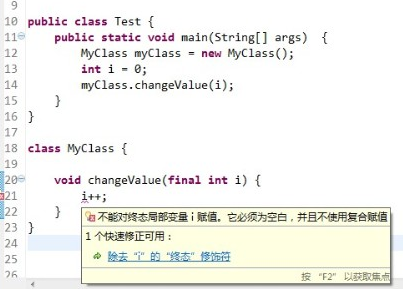 9
10 public class Test {
11     public static void main(String[] args)  {
12         MyClass myClass = new MyClass();
13         int i = 0;
14         myClass.changeValue(i);
15     }
16 }
17
18 class MyClass {
19
20     void changeValue(final int i) {
21         i++;
22     }
23 }
24
25
26
不能对终态局部变量 i 赋值。它必须为空白，并且不使用复合赋值
1 个快速修正可用：
除去“i”的“终态”修饰符
按 “F2” 以获取焦点